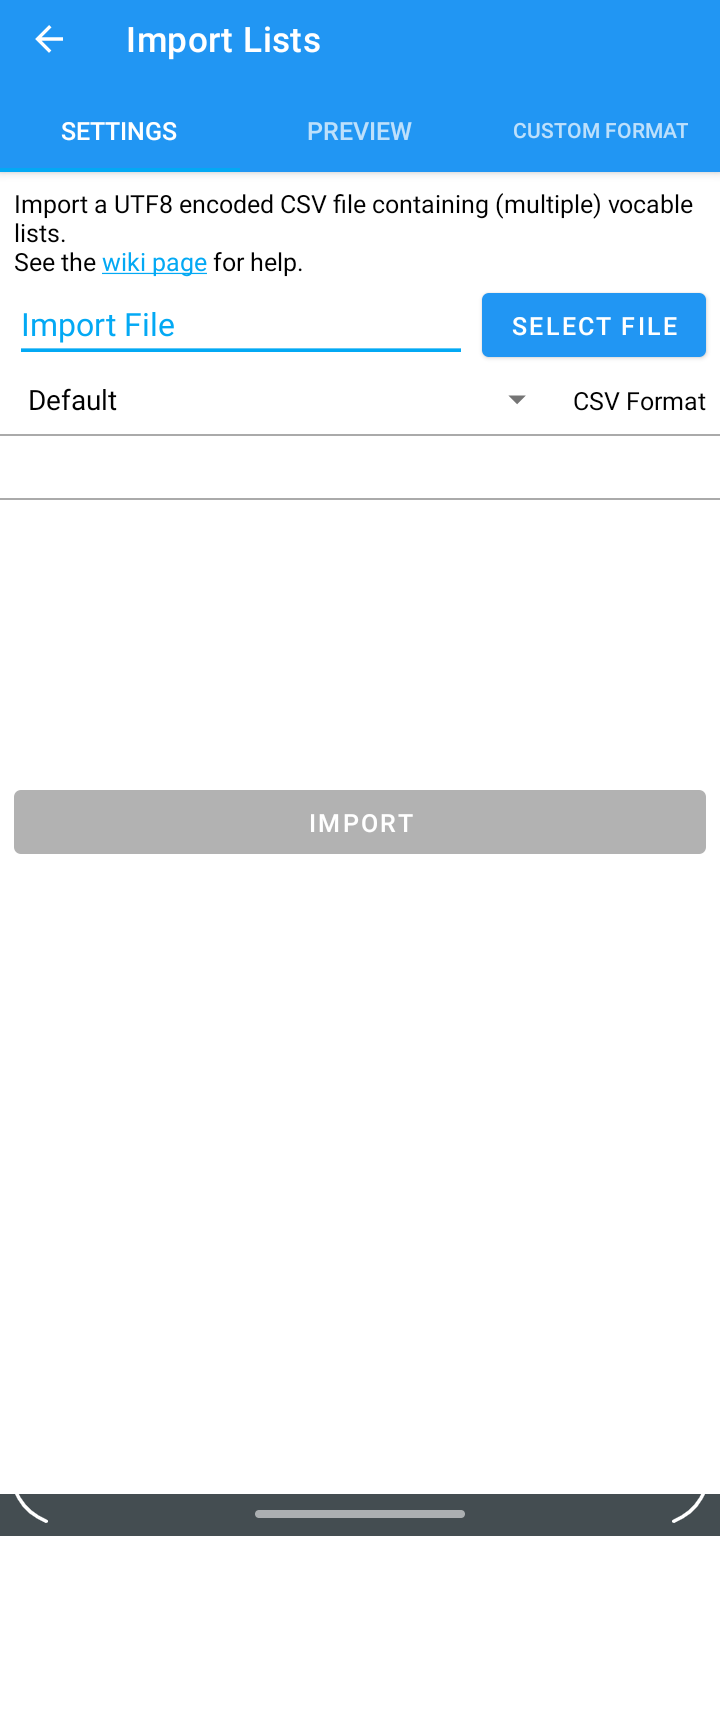 Import Lists
SETTINGS
PREVIEW
CUSTOM FORMAT
Import a UTF8 encoded CSV file containing (multiple) vocable
lists.
See the wiki page for help.
Import File
SELECT FILE
Default
CSV Format
IMPORT